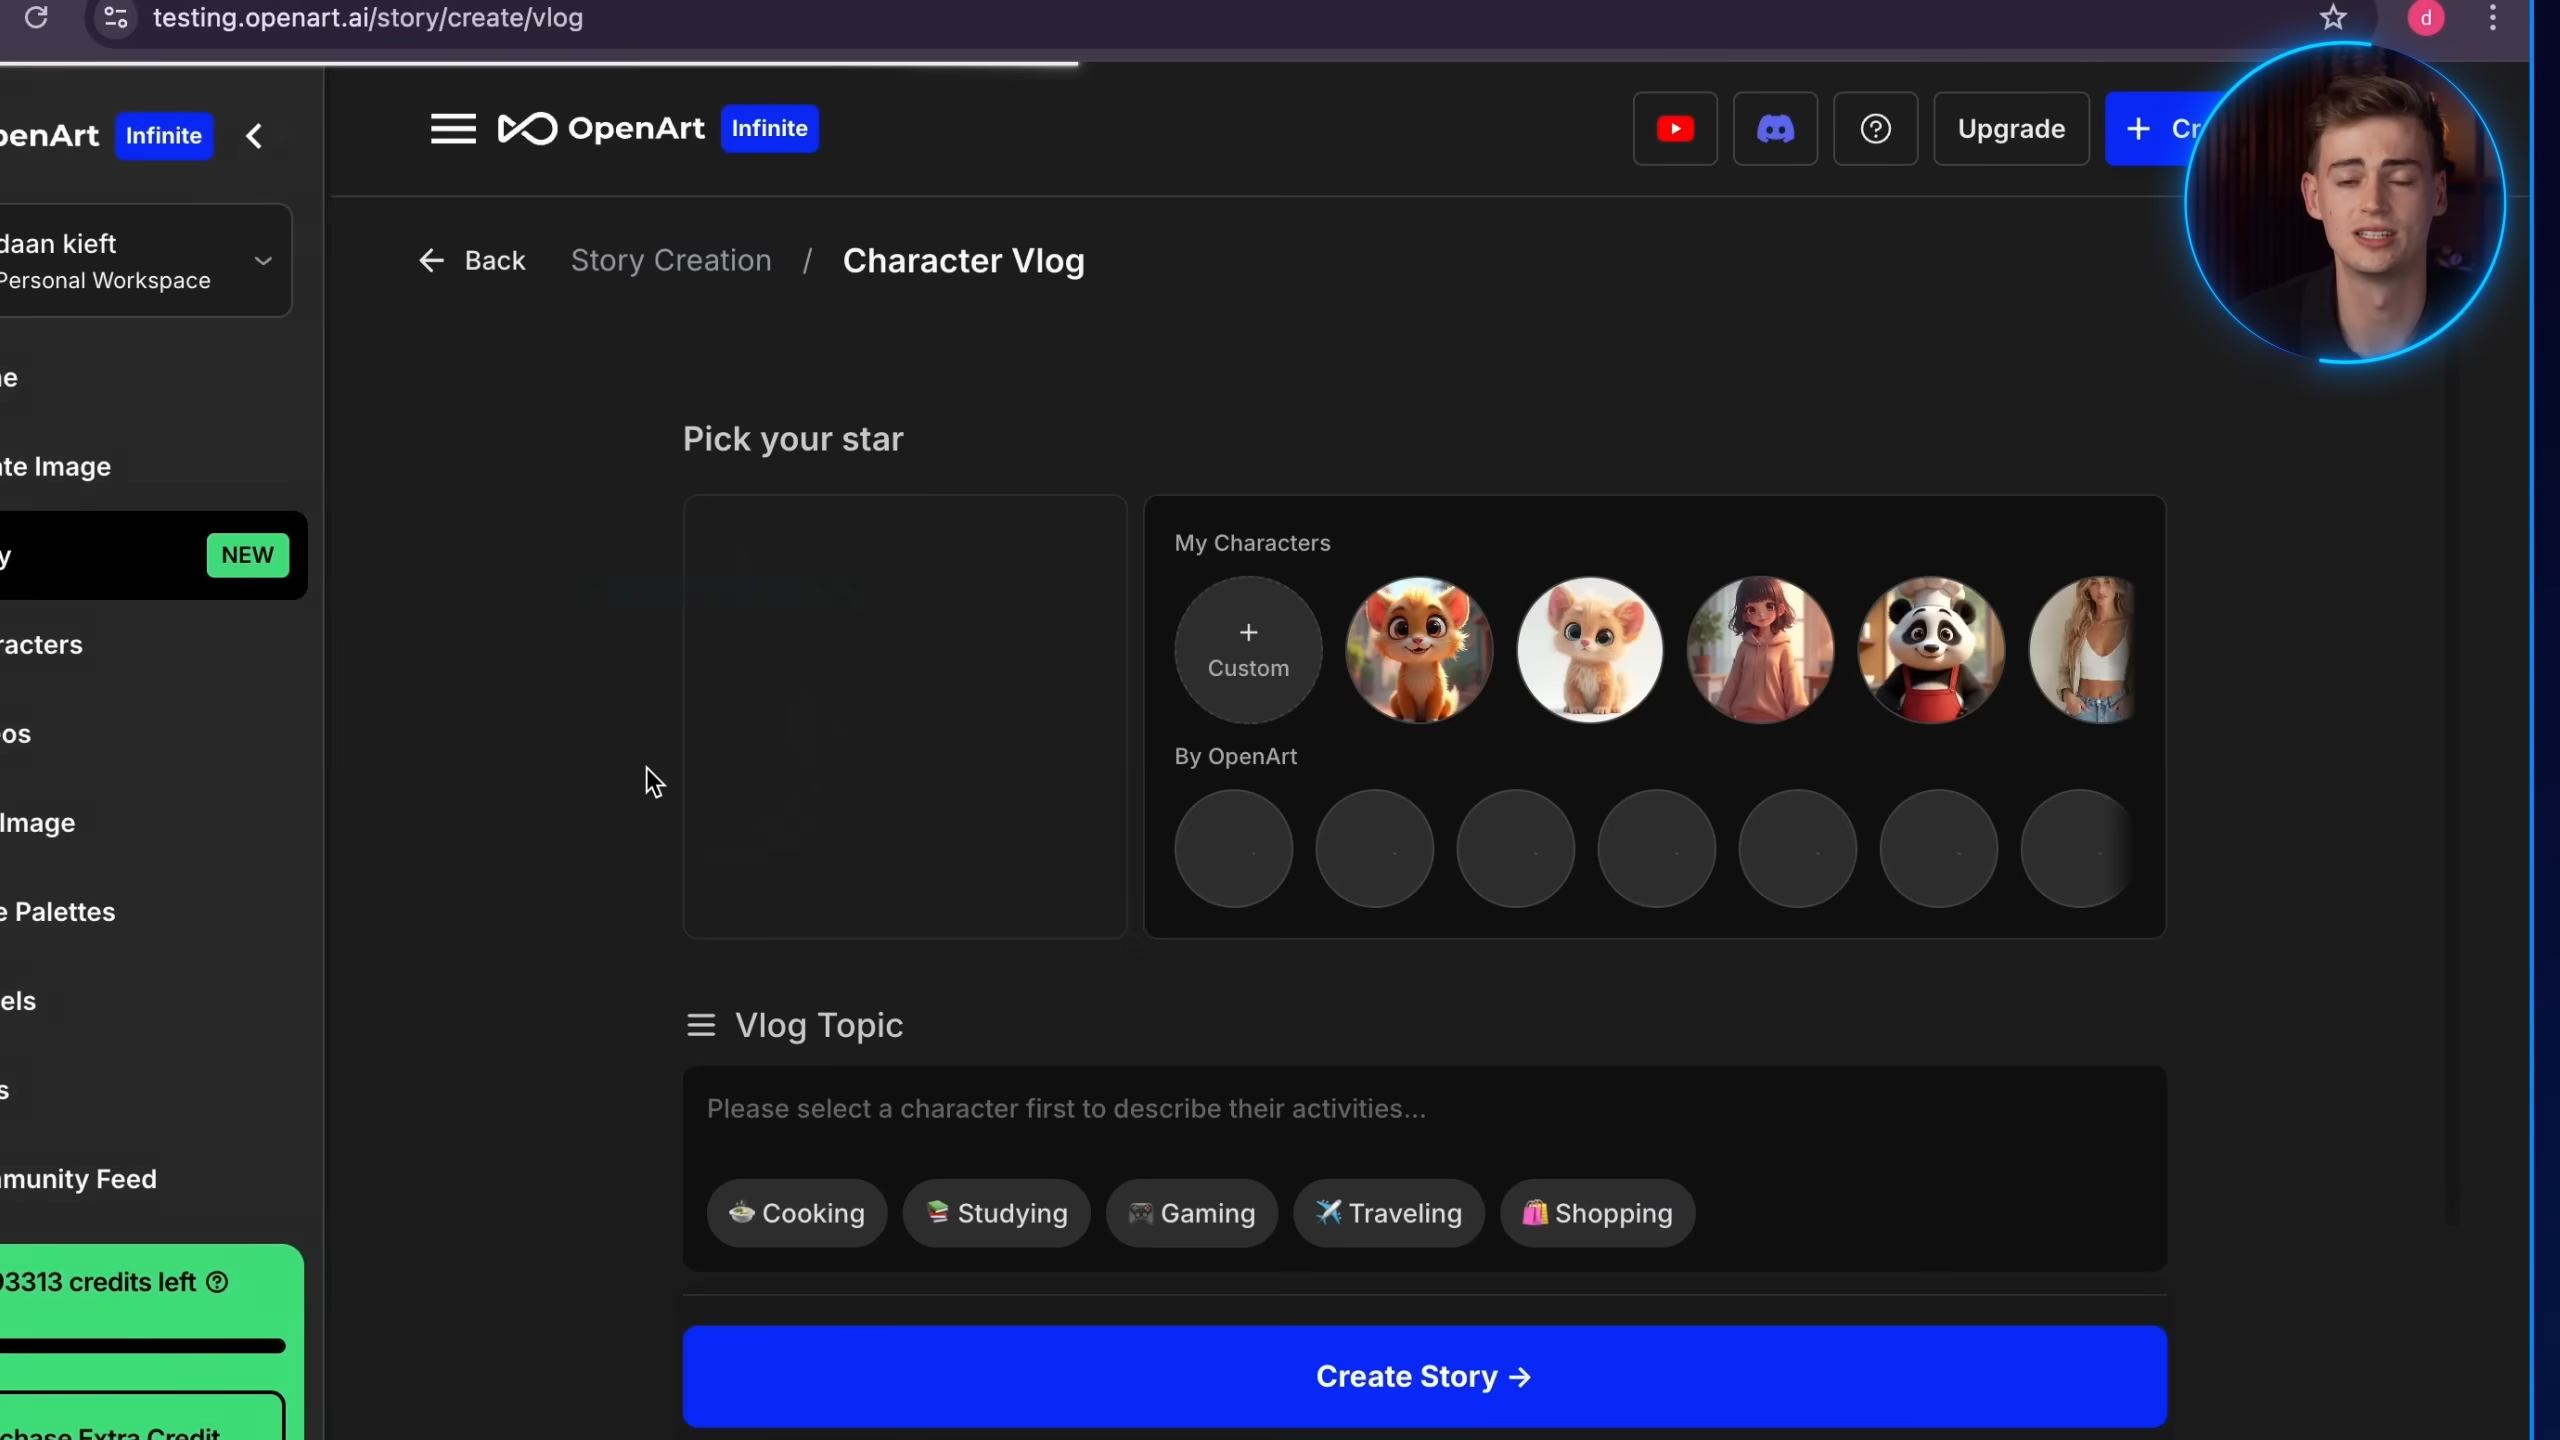 testing.openart.ai/story/create/vlog
d
penArt Infinite
OpenArt Infinite
Upgrade
+ Cr
daan kieft
Personal Workspace
Back Story Creation / Character Vlog
ne
te Image
Pick your star
y NEW
My Characters
+
Custom
racters
os
By OpenArt
Image
e Palettes
els
Vlog Topic
s
Please select a character first to describe their activities...
munity Feed
Cooking Studying Gaming Traveling Shopping
03313 credits left
Create Story →
chase Extra Credit